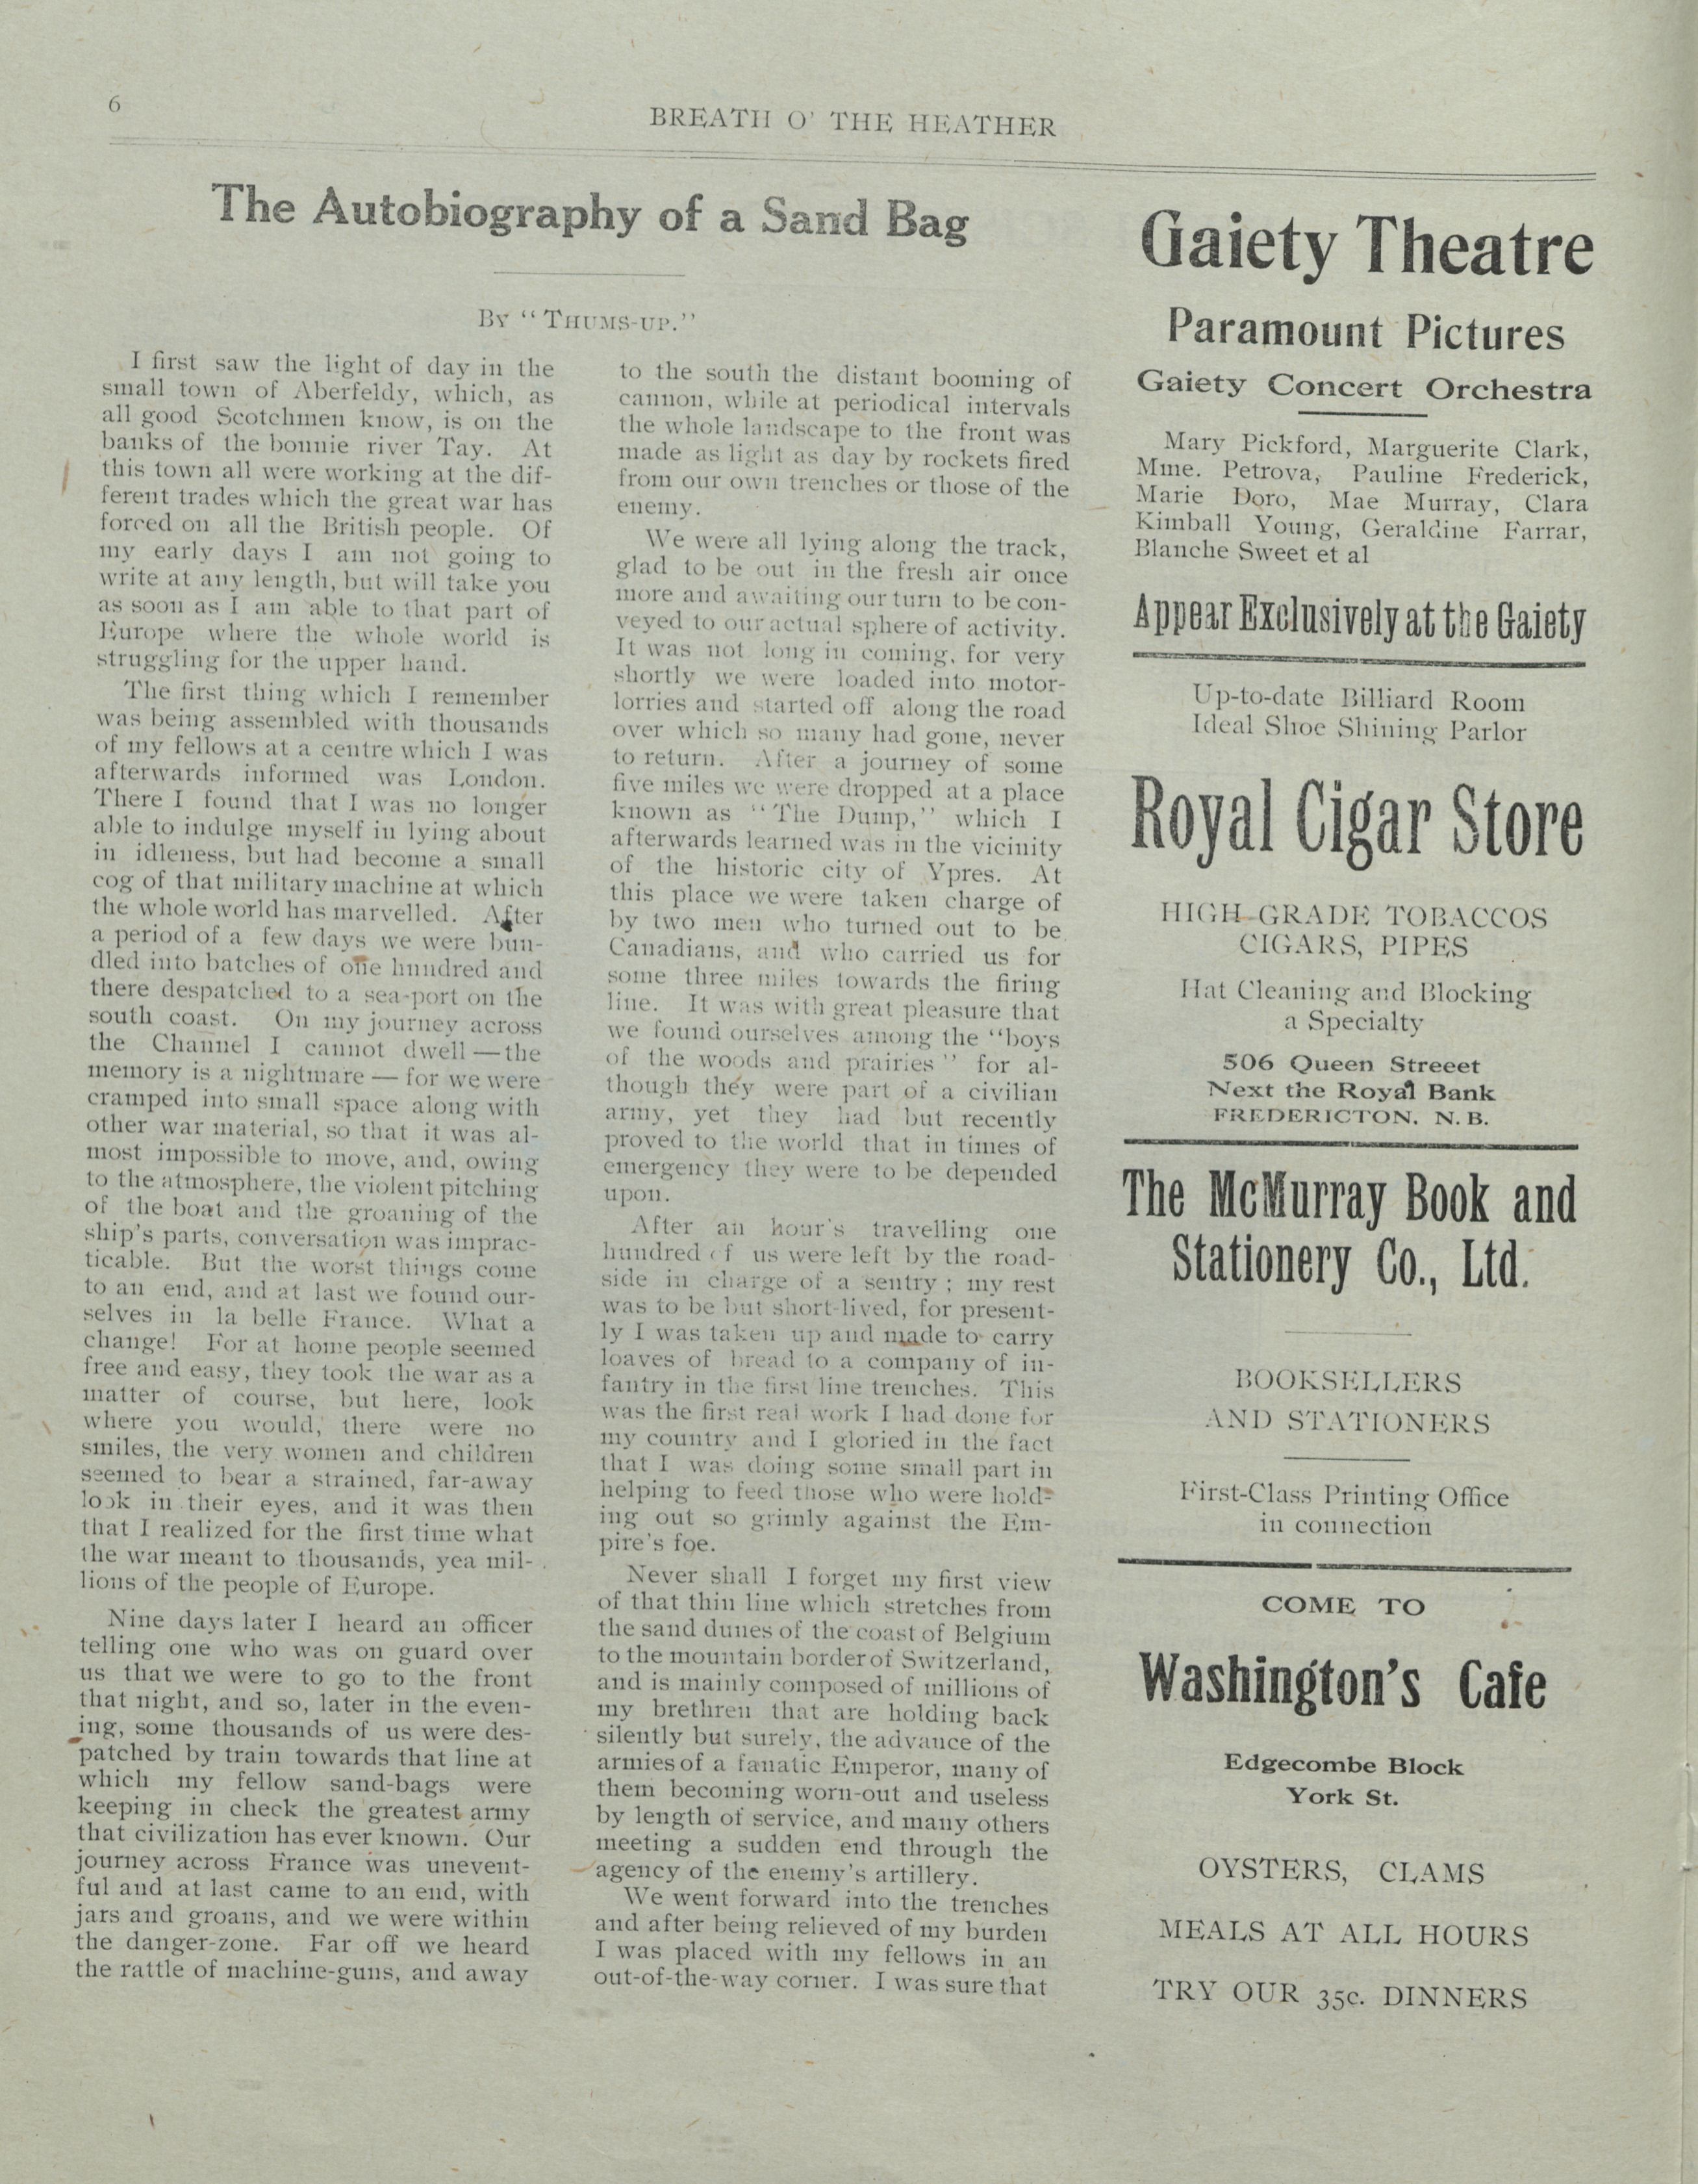 6
BREATH O' THE HEATHER
The Autobiography of a Sand Bag
By "Thums-up."
I first saw the light of day in the
small town of Aberfeldy, which, as
all good Scotchmen know, is on the
banks of the bonnie river Tay. At
this town all were working at the dif-
ferent trades which the great war has
forced on all the British people. Of
my early days I am not going to
write at any length, but will take you
as soon as I am able to that part of
Europe where the whole world is
struggling for the upper hand.
The first thing which I remember
was being assembled with thousands
of my fellows at a centre which I was
afterwards informed was London.
There I found that I was no longer
able to indulge myself in lying about
in idleness, but had become a small
cog of that military machine at which
the whole world has marvelled. After
a period of a few days we were bun-
dled into batches of one hundred and
there despatched to a sea-port on the
south coast. On my journey across
the Channel I cannot dwell — the
memory is a nightmare — for we were
cramped into small space along with
other war material, so that it was al-
most impossible to move, and, owing
to the atmosphere, the violent pitching
of the boat and the groaning of the
ship's parts, conversation was imprac-
ticable. But the worst things come
to an end, and at last we found our-
selves in la belle France. What a
change! For at home people seemed
free and easy, they took the war as a
matter of course, but here, look
where you would, there were no
smiles, the very women and children
seemed to bear a strained, far-away
look in their eyes, and it was then
that I realized for the first time what
the war meant to thousands, yea mil-
lions of the people of Europe.
Nine days later I heard an officer
telling one who was on guard over
us that we were to go to the front
that night, and so, later in the even-
ing, some thousands of us were des-
patched by train towards that line at
which my fellow sand-bags were
keeping in check the greatest army
that civilization has ever known. Our
journey across France was unevent-
ful and at last came to an end, with
jars and groans, and we were within
the danger-zone. Far off we heard
the rattle of machine-guns, and away
to the south the distant booming of
cannon, while at periodical intervals
the whole landscape to the front was
made as light as day by rockets fired
from our own trenches or those of the
enemy.
We were all lying along the track,
glad to be out in the fresh air once
more and awaiting our turn to be con-
veyed to our actual sphere of activity.
It was not long in coming, for very
shortly we were loaded into motor-
lorries and started off along the road
over which so many had gone, never
to return. After a journey of some
five miles we were dropped at a place
known as "The Dump," which I
afterwards learned was in the vicinity
of the historic city of Ypres. At
this place we were taken charge of
by two men who turned out to be
Canadians, and who carried us for
some three miles towards the firing
line. It was with great pleasure that
we found ourselves among the "boys
of the woods and prairies" for al-
though they were part of a civilian
army, yet they had but recently
proved to the world that in times of
emergency they were to be depended
upon.
After an hour's travelling one
hundred of us were left by the road-
side in charge of a sentry; my rest
was to be but short-lived, for present-
ly I was taken up and made to carry
loaves of bread to a company of in-
fantry in the first line trenches. This
was the first real work I had done for
my country and I gloried in the fact
that I was doing some small part in
helping to feed those who were hold-
ing out so grimly against the Em-
pire's foe.
Never shall I forget my first view
of that thin line which stretches from
the sand dunes of the coast of Belgium
to the mountain border of Switzerland,
and is mainly composed of millions of
my brethren that are holding back
silently but surely, the advance of the
armies of a fanatic Emperor, many of
them becoming worn-out and useless
by length of service, and many others
meeting a sudden end through the
agency of the enemy's artillery.
We went forward into the trenches
and after being relieved of my burden
I was placed with my fellows in an
out-of-the-way corner. I was sure that
Gaiety Theatre
Paramount Pictures
Gaiety Concert Orchestra
Mary Pickford, Marguerite Clark,
Mme. Petrova, Pauline Frederick,
Marie Doro, Mae Murray, Clara
Kimball Young, Geraldine Farrar,
Blanche Sweet et al
Appear Exclusively at the Gaiety
Up-to-date Billiard Room
Ideal Shoe Shining Parlor
Royal Cigar Store
HIGH-GRADE TOBACCOS
CIGARS, PIPES
Hat Cleaning and Blocking
a Specialty
506 Queen Streeet
Next the Royal Bank
FREDERICTON. N. B.
The McMurray Book and
Stationery Co., Ltd.
BOOKSELLERS
AND STATIONERS
First-Class Printing Office
in connection
COME TO
Washington's Cafe
Edgecombe Block
York St.
OYSTERS, CLAMS
MEALS AT ALL HOURS
TRY OUR 35c. DINNERS